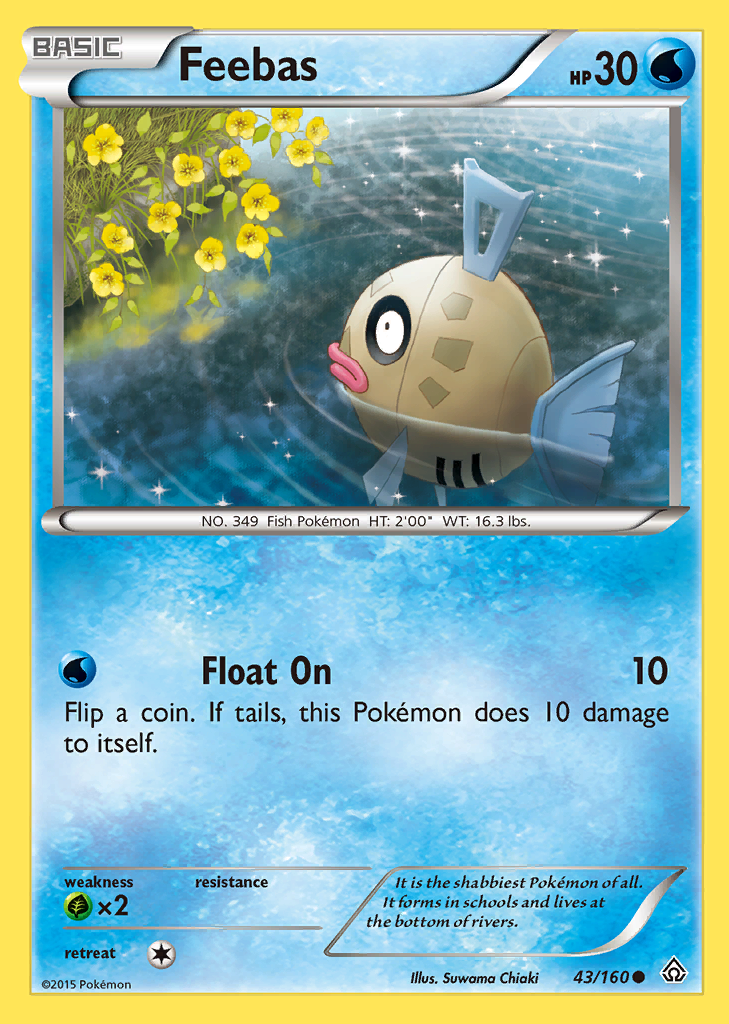 BASIC
Feebas
HP30
NO. 349 Fish Pokémon HT: 2'00" WT: 16.3 lbs.
Float On 10
Flip a coin. If tails, this Pokémon does 10 damage
to itself.
weakness resistance
×2
It is the shabbiest Pokémon of all.
It forms in schools and lives at
the bottom of rivers.
retreat
Illus. Suwama Chiaki 43/160
©2015 Pokémon